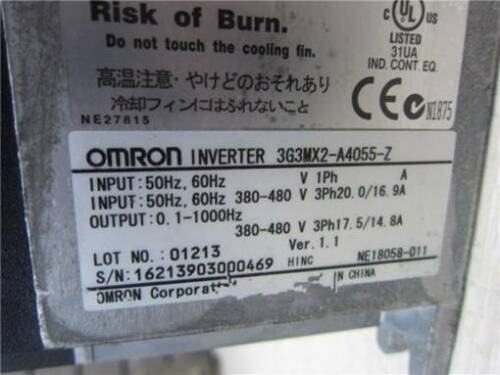 Risk of Burn.
Do not touch the cooling fin.
高温注意・やけどのおそれあり
冷却フィンにはふれないこと
NE27815
C UL US
LISTED
31UA
IND. CONT. EQ.
CE N1875
OMRON INVERTER 3G3MX2-A4055-Z
INPUT: 50Hz, 60Hz V 1Ph A
INPUT: 50Hz, 60Hz 380-480 V 3Ph20.0/16.9A
OUTPUT: 0.1-1000Hz
380-480 V 3Ph17.5/14.8A
LOT NO.: 01213 Ver. 1.1
S/N: 16213903000469 HINC NE18058-011
OMRON Corporat IN CHINA